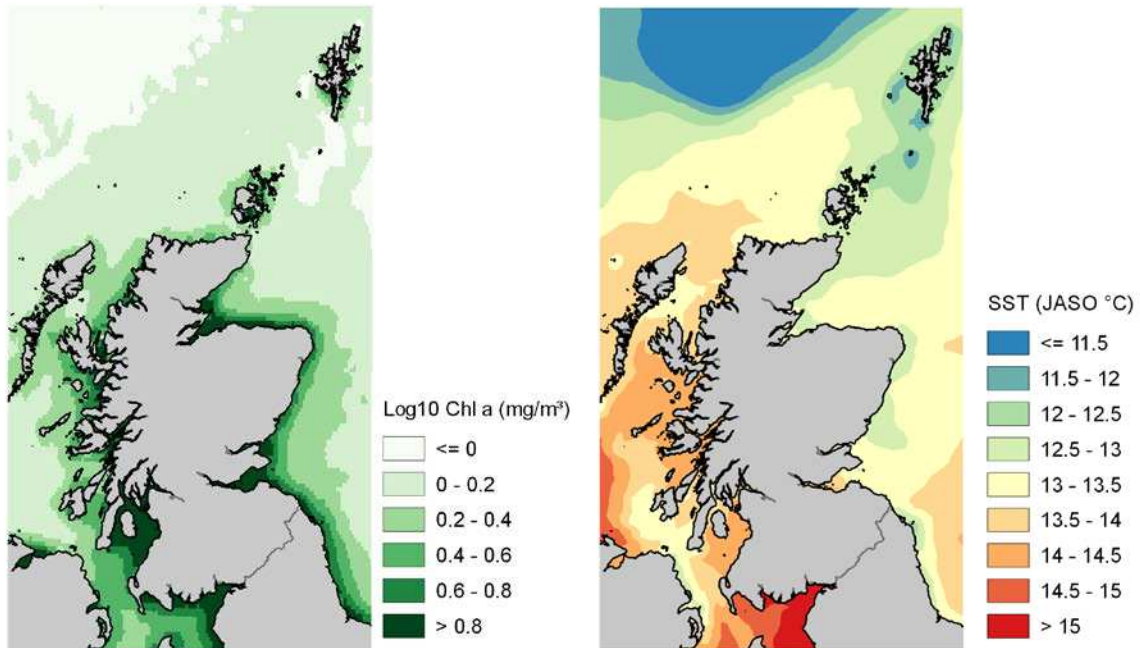 Log10 Chl a (mg/m³)
<= 0
0 - 0.2
0.2 - 0.4
0.4 - 0.6
0.6 - 0.8
> 0.8
SST (JASO °C)
<= 11.5
11.5 - 12
12 - 12.5
12.5 - 13
13 - 13.5
13.5 - 14
14 - 14.5
14.5 - 15
> 15